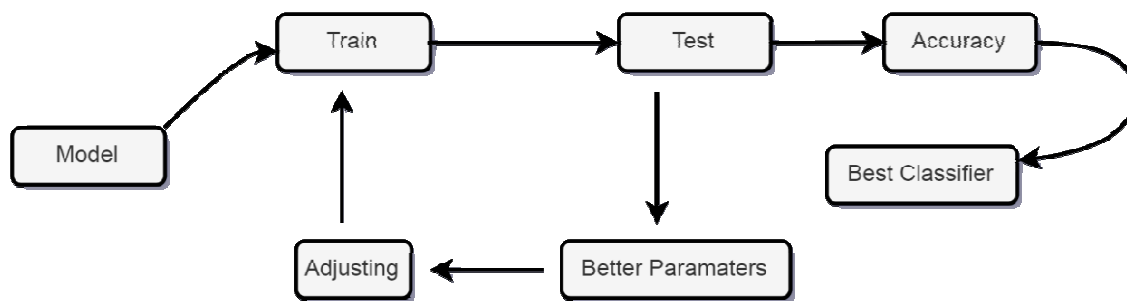 Train
Test
Accuracy
Model
Best Classifier
Adjusting
Better Paramaters